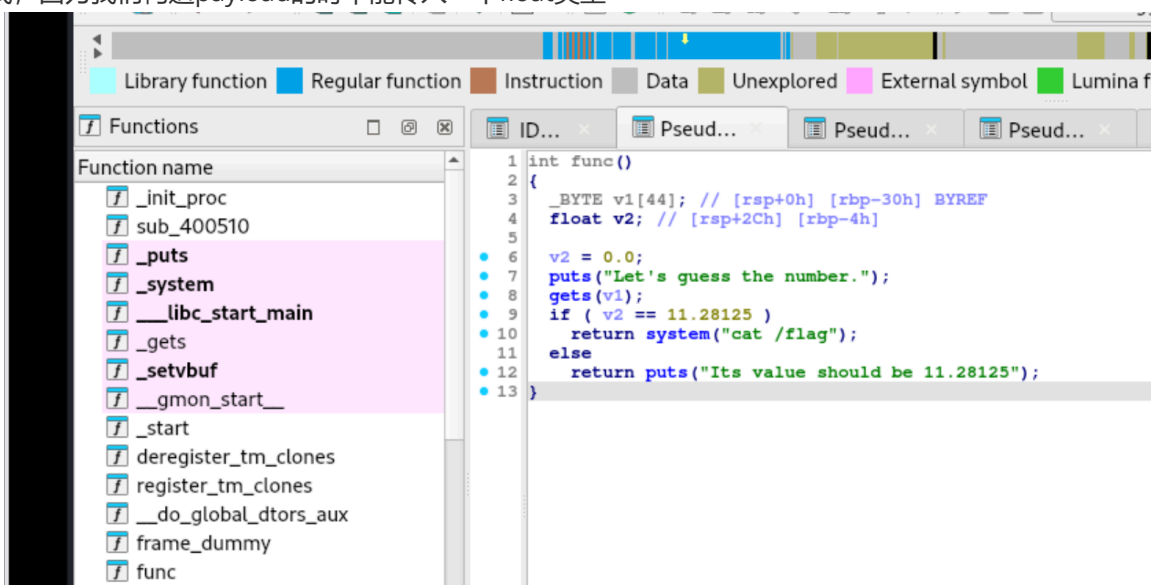 Library function Regular function Instruction Data Unexplored External symbol Lumina f
Functions
Function name
_init_proc
sub_400510
_puts
_system
___libc_start_main
_gets
_setvbuf
__gmon_start__
_start
deregister_tm_clones
register_tm_clones
__do_global_dtors_aux
frame_dummy
func
ID... Pseud... Pseud... Pseud...
1 int func()
2 {
3 _BYTE v1[44]; // [rsp+0h] [rbp-30h] BYREF
4 float v2; // [rsp+2Ch] [rbp-4h]
5
6 v2 = 0.0;
7 puts("Let's guess the number.");
8 gets(v1);
9 if ( v2 == 11.28125 )
10 return system("cat /flag");
11 else
12 return puts("Its value should be 11.28125");
13 }